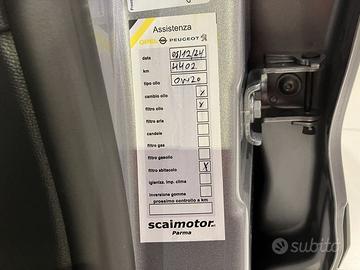 Assistenza
OPEL PEUGEOT
data 05/12/24
km 4402
tipo olio 0W20
cambio olio X
filtro olio X
filtro aria
candele
filtro gas
filtro gasolio
filtro abitacolo X
igienizz. imp. clima
inversione gomme
prossimo controllo a km
scaimotor
Parma
subito